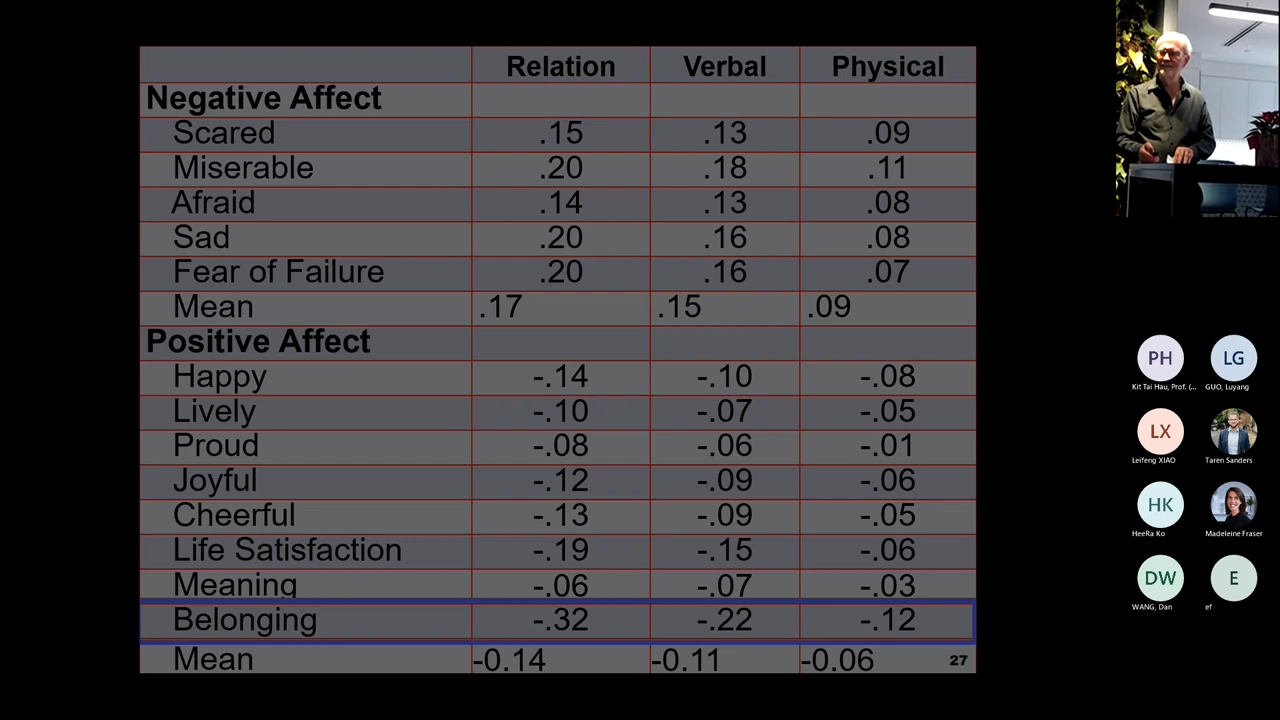 Relation Verbal Physical
Negative Affect
Scared .15 .13 .09
Miserable .20 .18 .11
Afraid .14 .13 .08
Sad .20 .16 .08
Fear of Failure .20 .16 .07
Mean .17 .15 .09
Positive Affect
Happy -.14 -.10 -.08
Lively -.10 -.07 -.05
Proud -.08 -.06 -.01
Joyful -.12 -.09 -.06
Cheerful -.13 -.09 -.05
Life Satisfaction -.19 -.15 -.06
Meaning -.06 -.07 -.03
Belonging -.32 -.22 -.12
Mean -0.14 -0.11 -0.06 27
PH LG
Kit Tai Hau, Prof. (... GUO, Luyang
LX
Leifeng XIAO Taren Sanders
HK
HeeRa Ko Madeleine Fraser
DW E
WANG, Dan ef